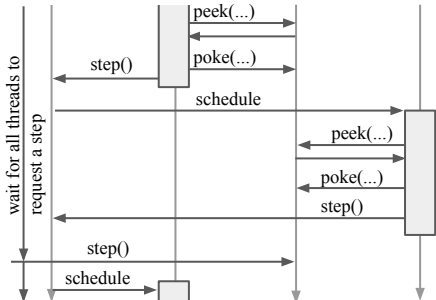 peek(...)
poke(...)
step()
schedule
peek(...)
poke(...)
step()
step()
schedule
wait for all threads to
request a step